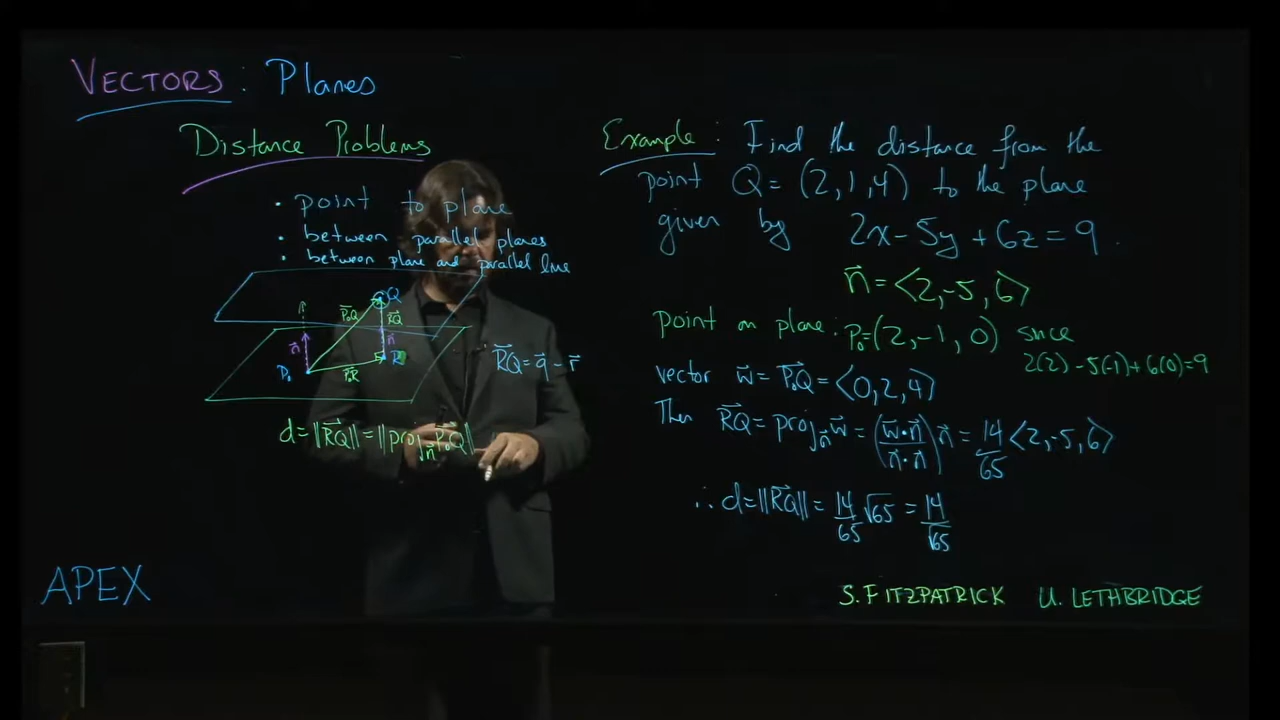 VECTORS: Planes
Distance Problems
• point to plane
• between parallel planes
• between plane and parallel line
Q
P₀Q⃗
RQ⃗
n⃗
n⃗
P₀
R
P₀R⃗
RQ⃗ = q⃗ - r⃗
d = ||RQ⃗|| = ||proj_n⃗ P₀Q⃗||
APEX
Example: Find the distance from the
point Q = (2,1,4) to the plane
given by 2x - 5y + 6z = 9.
n⃗ = ⟨2,-5,6⟩
point on plane: P₀ = (2,-1,0) since
2(2) - 5(-1) + 6(0) = 9
vector w⃗ = P₀Q⃗ = ⟨0,2,4⟩
Then RQ⃗ = proj_n⃗ w⃗ = (w⃗•n⃗ / n⃗•n⃗) n⃗ = 14/65 ⟨2,-5,6⟩
∴ d = ||RQ⃗|| = 14/65 √65 = 14/√65
S. FITZPATRICK U. LETHBRIDGE